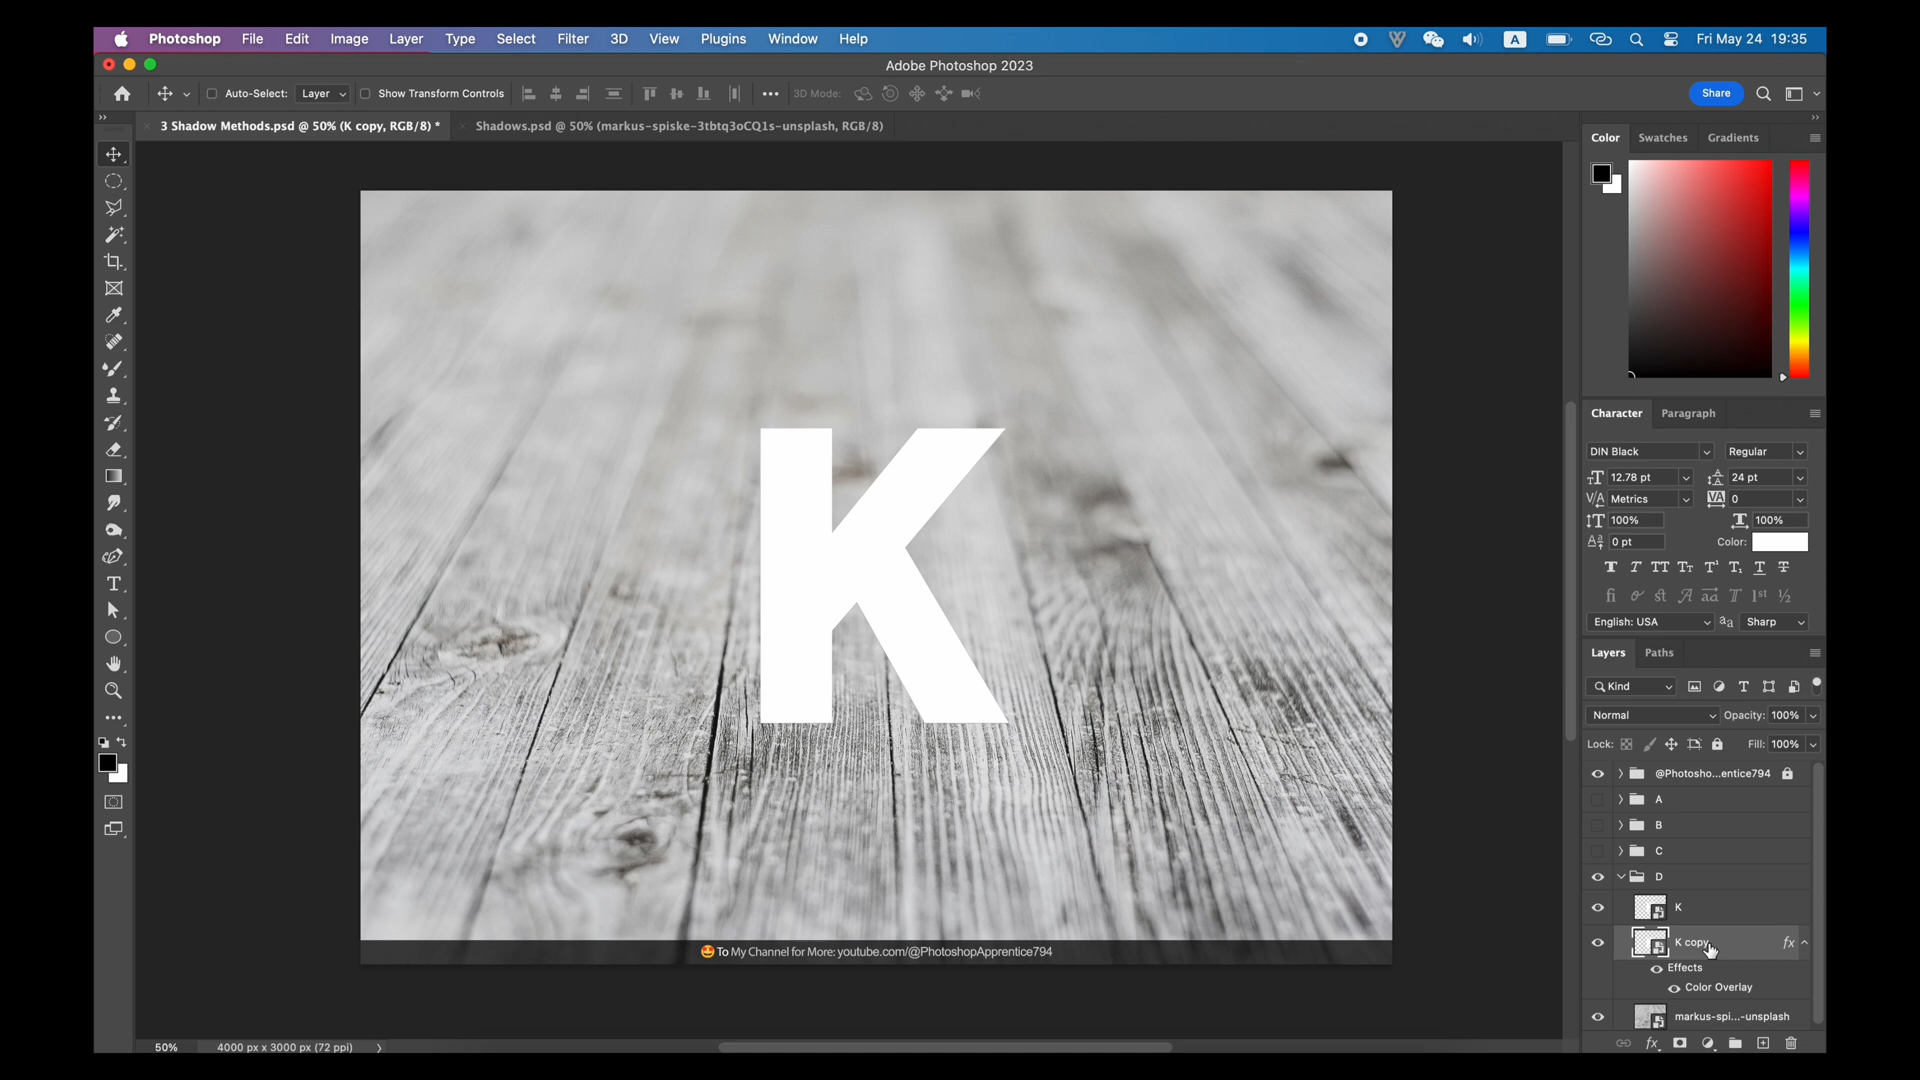 Photoshop File Edit Image Layer Type Select Filter 3D View Plugins Window Help A Fri May 24 19:35
Adobe Photoshop 2023
Auto-Select: Layer Show Transform Controls 3D Mode: Share
3 Shadow Methods.psd @ 50% (K copy, RGB/8) * Shadows.psd @ 50% (markus-spiske-3tbtq3oCQ1s-unsplash, RGB/8)
Color Swatches Gradients
K
Character Paragraph
DIN Black Regular
12.78 pt 24 pt
Metrics 0
100% 100%
0 pt Color:
English: USA Sharp
Layers Paths
Kind
Normal Opacity: 100%
Lock: Fill: 100%
@Photosho...entice794
A
B
C
D
K
K copy fx
Effects
Color Overlay
markus-spi...-unsplash
To My Channel for More: youtube.com/@PhotoshopApprentice794
50% 4000 px x 3000 px (72 ppi)